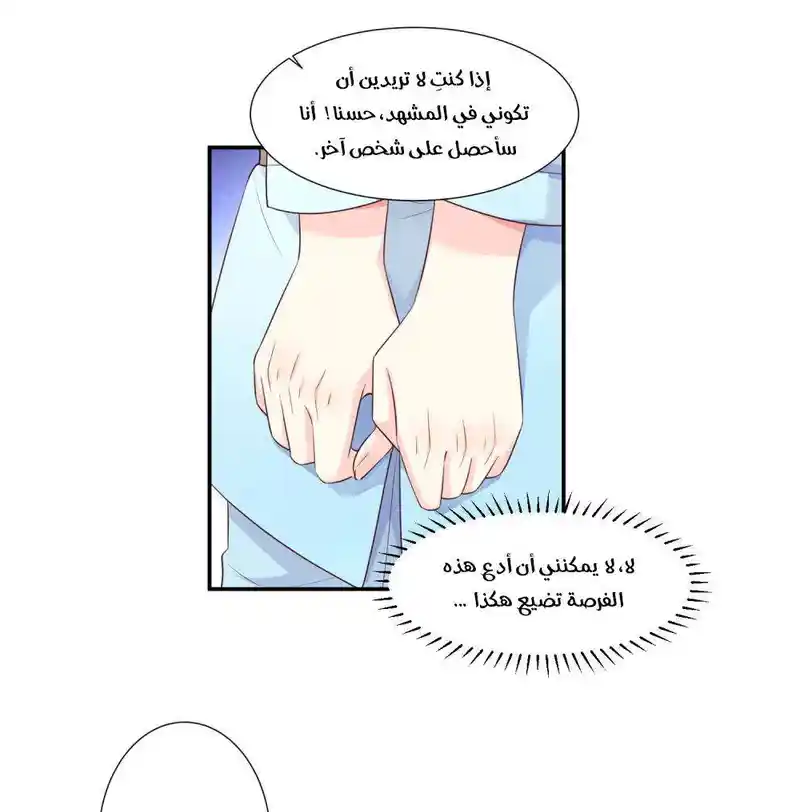 إذا كنتِ لا تريدين أن
تكوني في المشهد، حسنا! أنا
سأحصل على شخص آخر.
لا، لا يمكنني أن أدع هذه
الفرصة تضيع هكذا ...